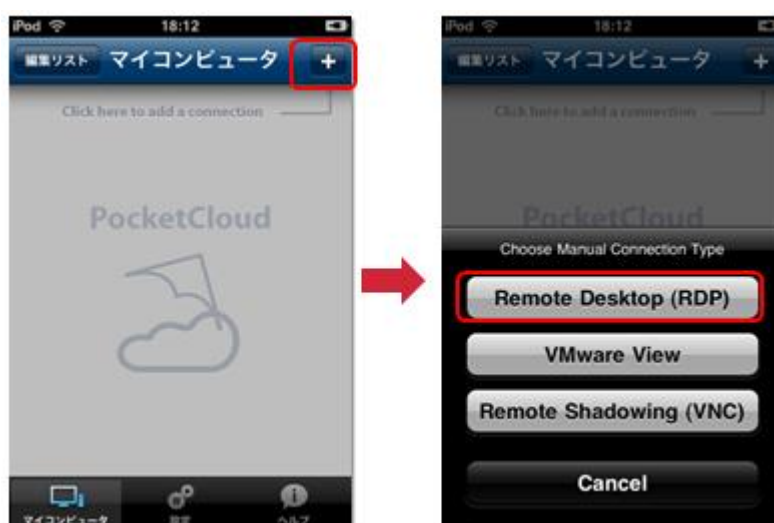 iPod 18:12
編集リスト マイコンピュータ +
Click here to add a connection
PocketCloud
マイコンピュータ 設定 ヘルプ
iPod 18:12
編集リスト マイコンピュータ +
Click here to add a connection
PocketCloud
Choose Manual Connection Type
Remote Desktop (RDP)
VMware View
Remote Shadowing (VNC)
Cancel